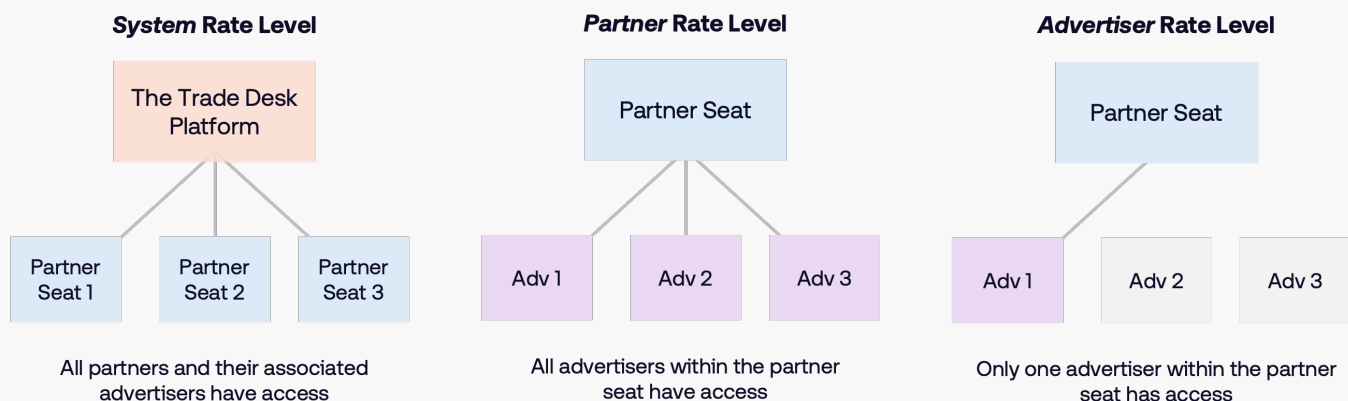 System Rate Level
The Trade Desk
Platform
Partner
Seat 1
Partner
Seat 2
Partner
Seat 3
All partners and their associated
advertisers have access
Partner Rate Level
Partner Seat
Adv 1
Adv 2
Adv 3
All advertisers within the partner
seat have access
Advertiser Rate Level
Partner Seat
Adv 1
Adv 2
Adv 3
Only one advertiser within the partner
seat has access